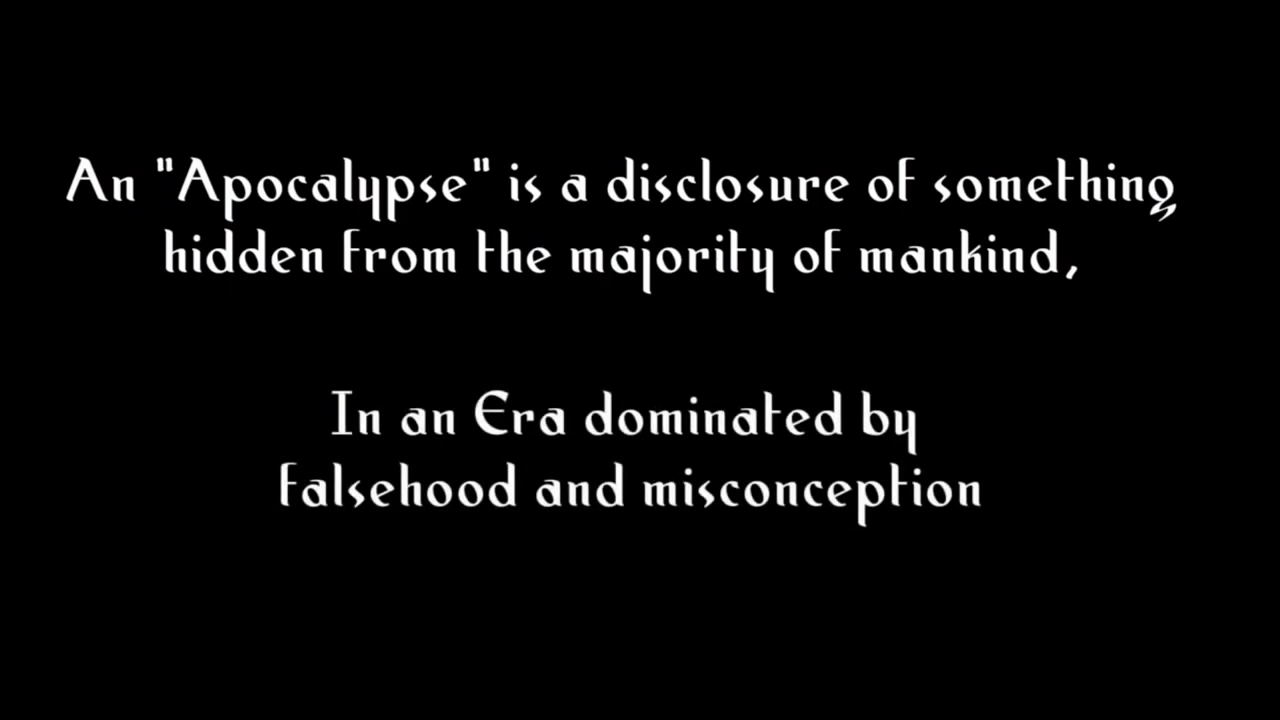 An "Apocalypse" is a disclosure of something
hidden from the majority of mankind,
In an Era dominated by
falsehood and misconception